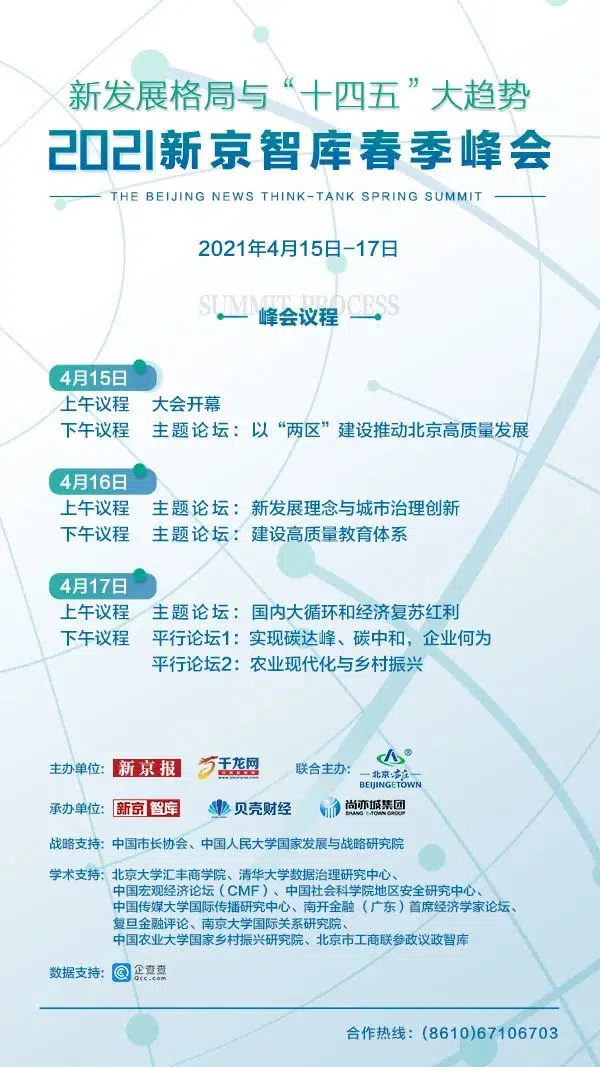 新发展格局与“十四五”大趋势
2021新京智库春季峰会
THE BEIJING NEWS THINK-TANK SPRING SUMMIT
2021年4月15日-17日
SUMMIT PROCESS
峰会议程
4月15日
上午议程 大会开幕
下午议程 主题论坛：以“两区”建设推动北京高质量发展
4月16日
上午议程 主题论坛：新发展理念与城市治理创新
下午议程 主题论坛：建设高质量教育体系
4月17日
上午议程 主题论坛：国内大循环和经济复苏红利
下午议程 平行论坛1：实现碳达峰、碳中和，企业何为
平行论坛2：农业现代化与乡村振兴
主办单位：新京报 千龙网 联合主办：北京亦庄 ®
BEIJINGETOWN
承办单位：新京智库 贝壳财经 尚亦城集团
SHANG E-TOWN GROUP
战略支持：中国市长协会、中国人民大学国家发展与战略研究院
学术支持：北京大学汇丰商学院、清华大学数据治理研究中心、
中国宏观经济论坛（CMF）、中国社会科学院地区安全研究中心、
中国传媒大学国际传播研究中心、南开金融（广东）首席经济学家论坛、
复旦金融评论、南京大学国际关系研究院、
中国农业大学国家乡村振兴研究院、北京市工商联参政议政智库
数据支持：企查查
Qcc.com
合作热线：(8610)67106703